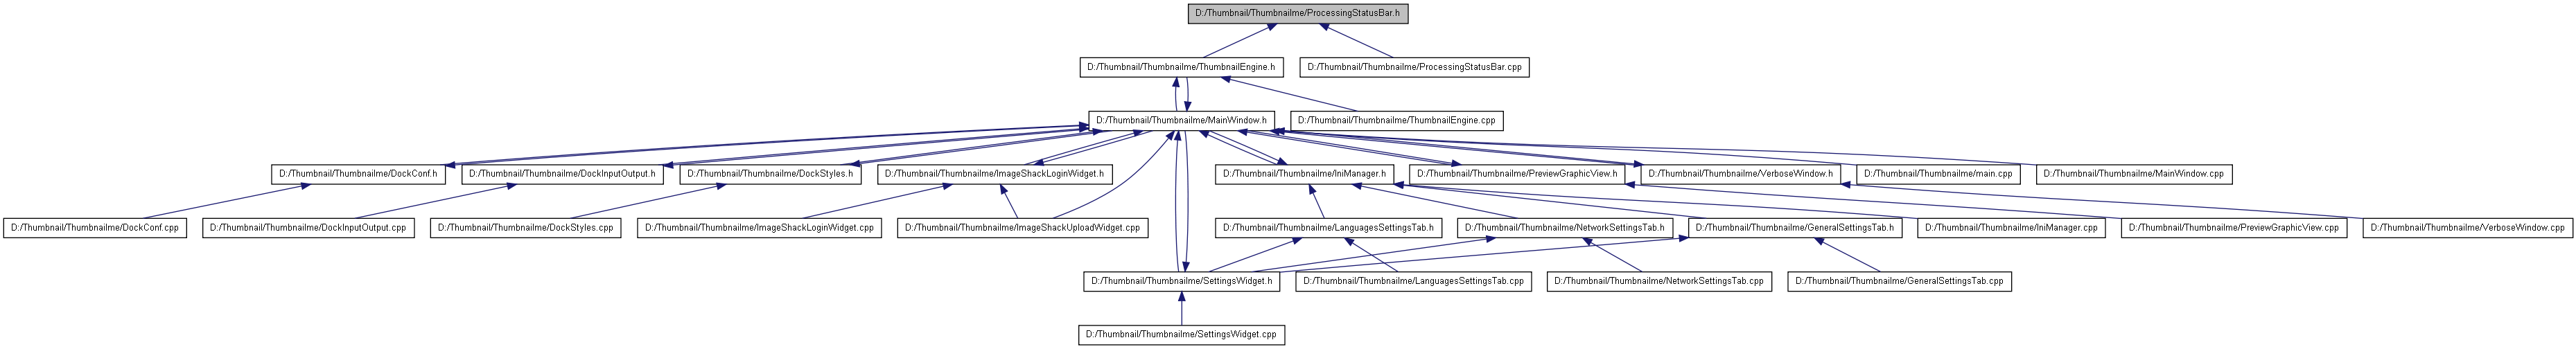 D:/Thumbnail/Thumbnailme/ProcessingStatusBar.h
D:/Thumbnail/Thumbnailme/ThumbnailEngine.h
D:/Thumbnail/Thumbnailme/ProcessingStatusBar.cpp
D:/Thumbnail/Thumbnailme/MainWindow.h
D:/Thumbnail/Thumbnailme/ThumbnailEngine.cpp
D:/Thumbnail/Thumbnailme/DockConf.h
D:/Thumbnail/Thumbnailme/DockInputOutput.h
D:/Thumbnail/Thumbnailme/DockStyles.h
D:/Thumbnail/Thumbnailme/ImageShackLoginWidget.h
D:/Thumbnail/Thumbnailme/IniManager.h
D:/Thumbnail/Thumbnailme/PreviewGraphicView.h
D:/Thumbnail/Thumbnailme/VerboseWindow.h
D:/Thumbnail/Thumbnailme/main.cpp
D:/Thumbnail/Thumbnailme/MainWindow.cpp
D:/Thumbnail/Thumbnailme/DockConf.cpp
D:/Thumbnail/Thumbnailme/DockInputOutput.cpp
D:/Thumbnail/Thumbnailme/DockStyles.cpp
D:/Thumbnail/Thumbnailme/ImageShackLoginWidget.cpp
D:/Thumbnail/Thumbnailme/ImageShackUploadWidget.cpp
D:/Thumbnail/Thumbnailme/LanguagesSettingsTab.h
D:/Thumbnail/Thumbnailme/NetworkSettingsTab.h
D:/Thumbnail/Thumbnailme/GeneralSettingsTab.h
D:/Thumbnail/Thumbnailme/IniManager.cpp
D:/Thumbnail/Thumbnailme/PreviewGraphicView.cpp
D:/Thumbnail/Thumbnailme/VerboseWindow.cpp
D:/Thumbnail/Thumbnailme/SettingsWidget.h
D:/Thumbnail/Thumbnailme/LanguagesSettingsTab.cpp
D:/Thumbnail/Thumbnailme/NetworkSettingsTab.cpp
D:/Thumbnail/Thumbnailme/GeneralSettingsTab.cpp
D:/Thumbnail/Thumbnailme/SettingsWidget.cpp